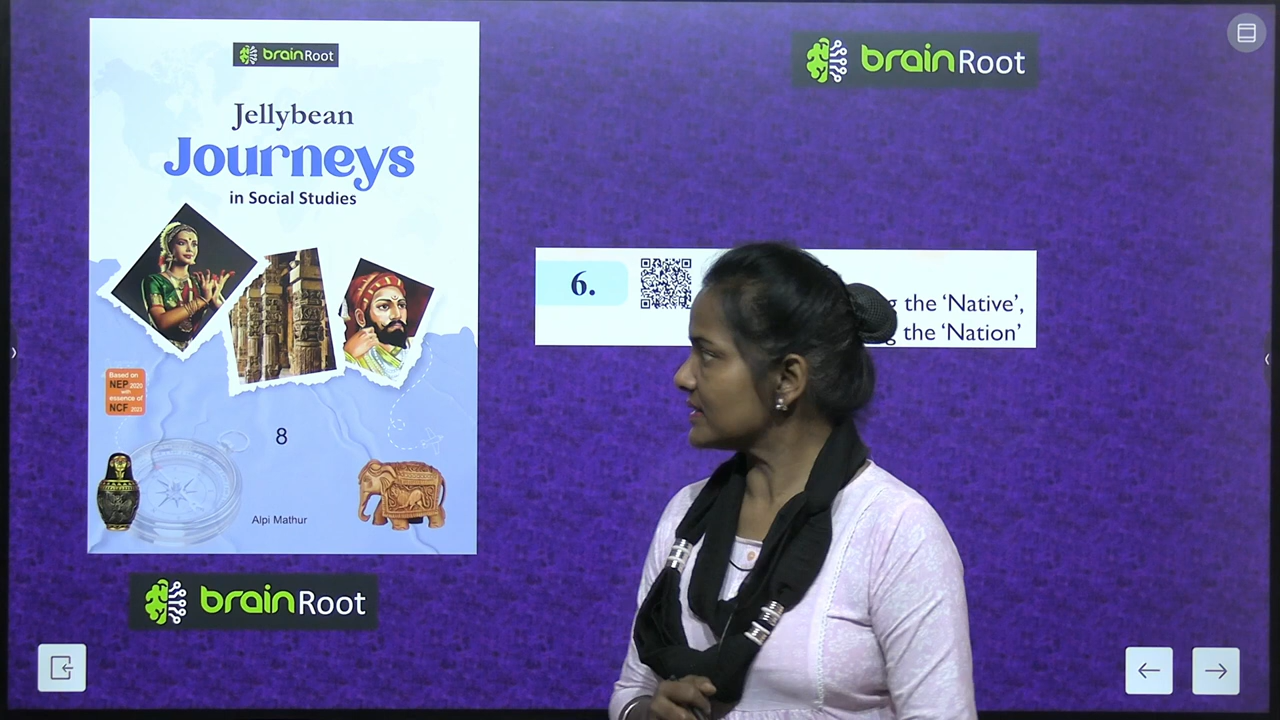 brainRoot
Jellybean
Journeys
in Social Studies
Based on
NEP 2020
with
essence of
NCF 2023
8
Alpi Mathur
brainRoot
brainRoot
6.
the ‘Native’,
the ‘Nation’